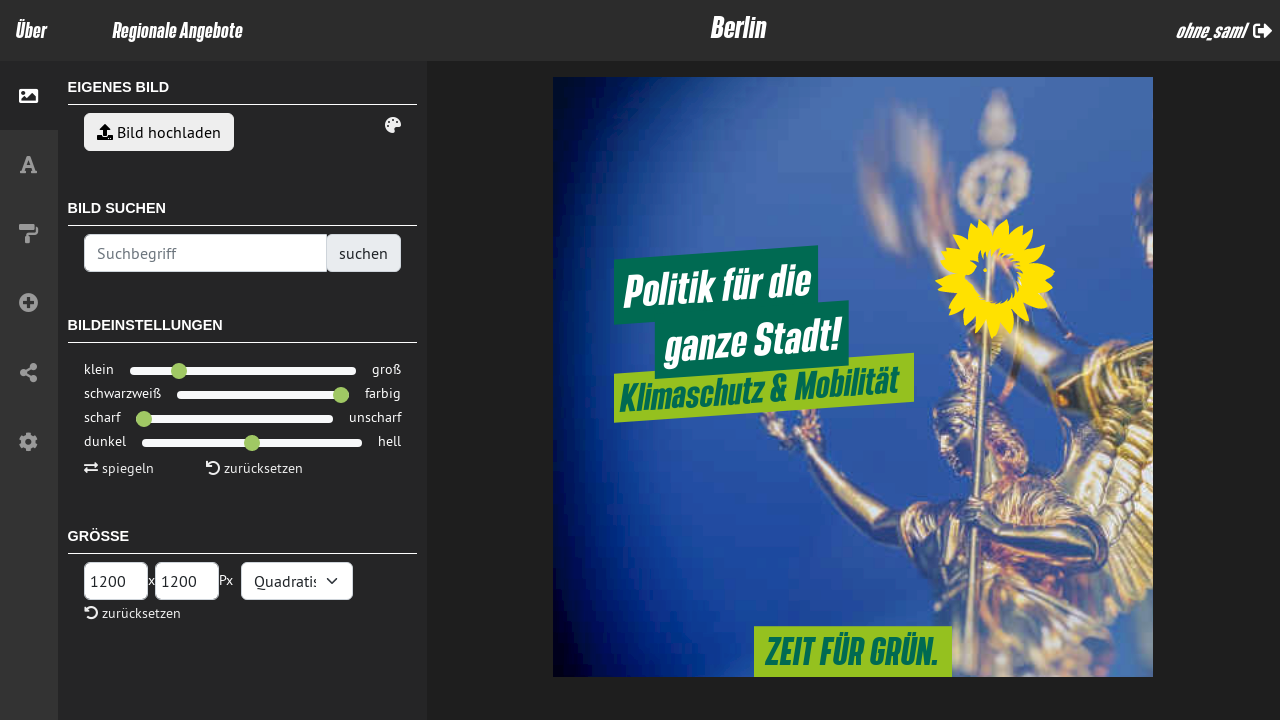 Über
Regionale Angebote
Berlin
ohne_saml
EIGENES BILD
Bild hochladen
BILD SUCHEN
Suchbegriff
suchen
BILDEINSTELLUNGEN
klein
groß
schwarzweiß
farbig
scharf
unscharf
dunkel
hell
spiegeln
zurücksetzen
GRÖSSE
1200 x 1200 Px
Quadratis
zurücksetzen
Politik für die
ganze Stadt!
Klimaschutz & Mobilität
ZEIT FÜR GRÜN.